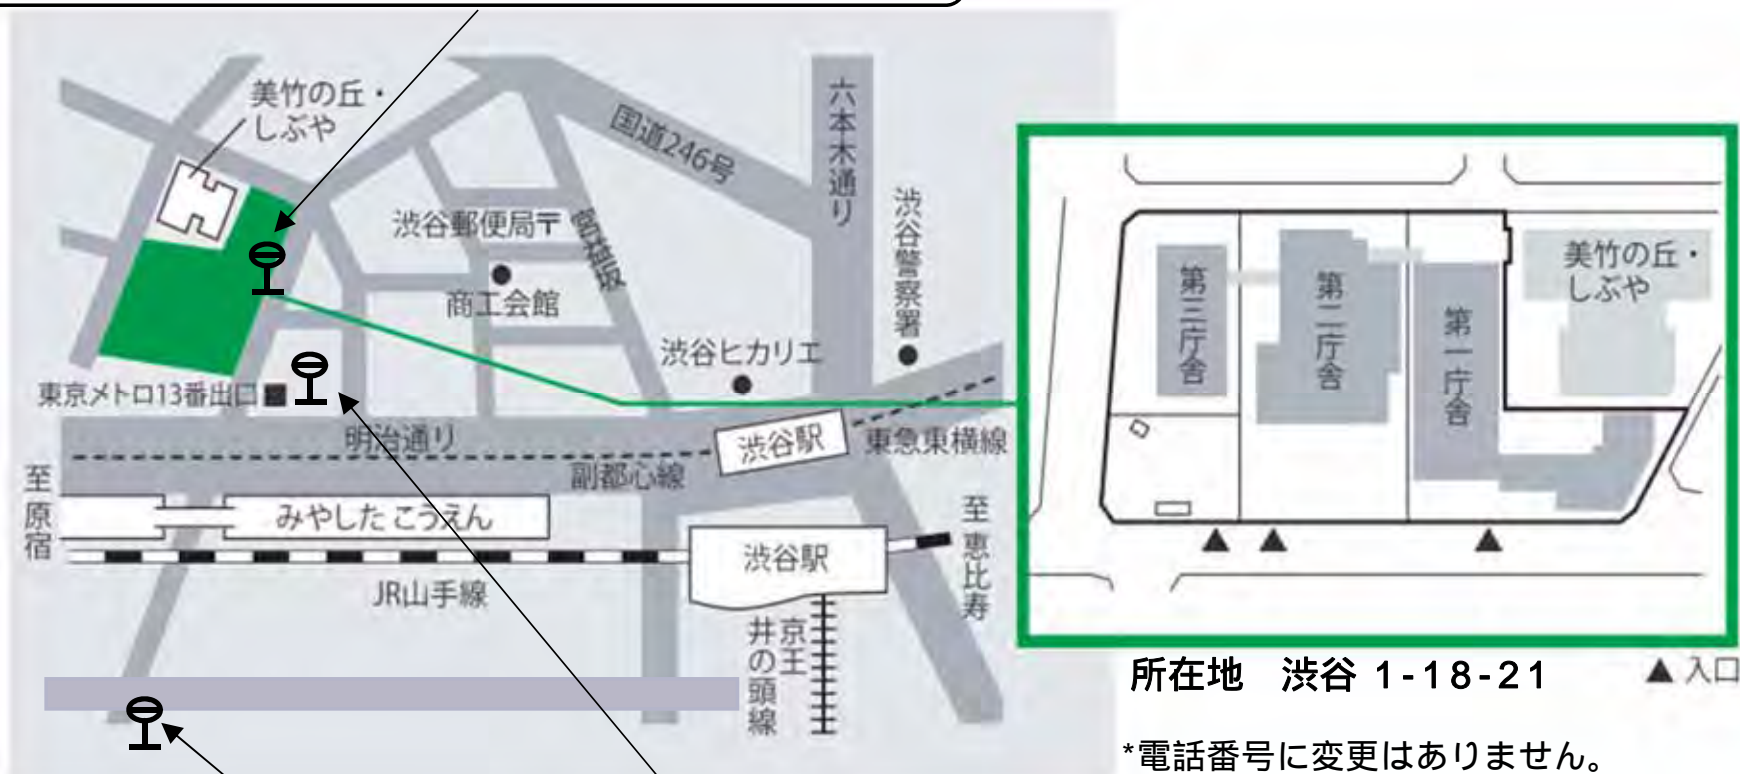 美竹の丘・
しぶや
国道246号
六本木通り
渋谷郵便局〒
宮益坂
渋谷警察署
商工会館
渋谷ヒカリエ
東京メトロ13番出口
明治通り
渋谷駅
東急東横線
副都心線
至原宿
みやした こうえん
渋谷駅
至恵比寿
JR山手線
京王
井の頭線
第三庁舎
第二庁舎
第一庁舎
美竹の丘・
しぶや
所在地 渋谷 1-18-21
▲ 入口
*電話番号に変更はありません。